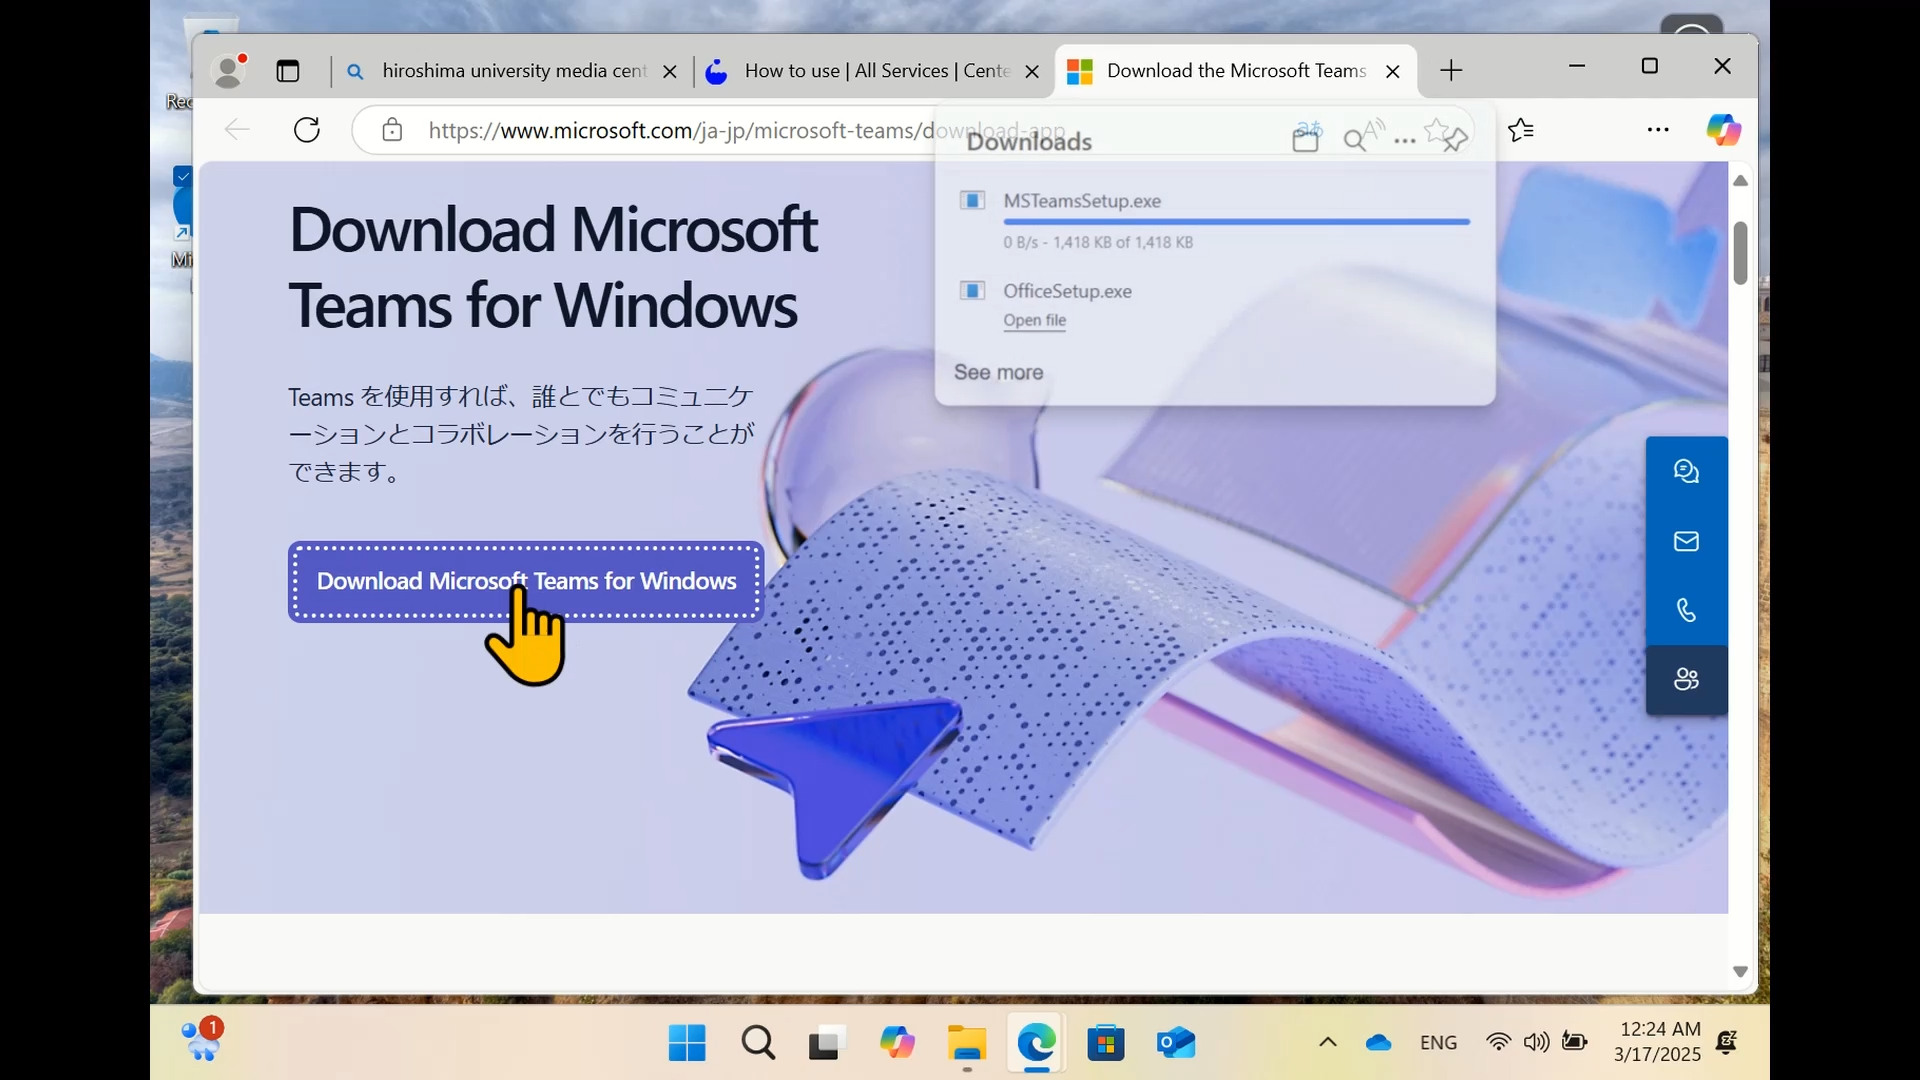 Rec
Mi
hiroshima university media cent
How to use | All Services | Cente
Download the Microsoft Teams
https://www.microsoft.com/ja-jp/microsoft-teams/download-app
Downloads
MSTeamsSetup.exe
0 B/s - 1,418 KB of 1,418 KB
OfficeSetup.exe
Open file
See more
Download Microsoft
Teams for Windows
Teams を使用すれば、誰とでもコミュニケ
ーションとコラボレーションを行うことが
できます。
Download Microsoft Teams for Windows
1
ENG
12:24 AM
3/17/2025